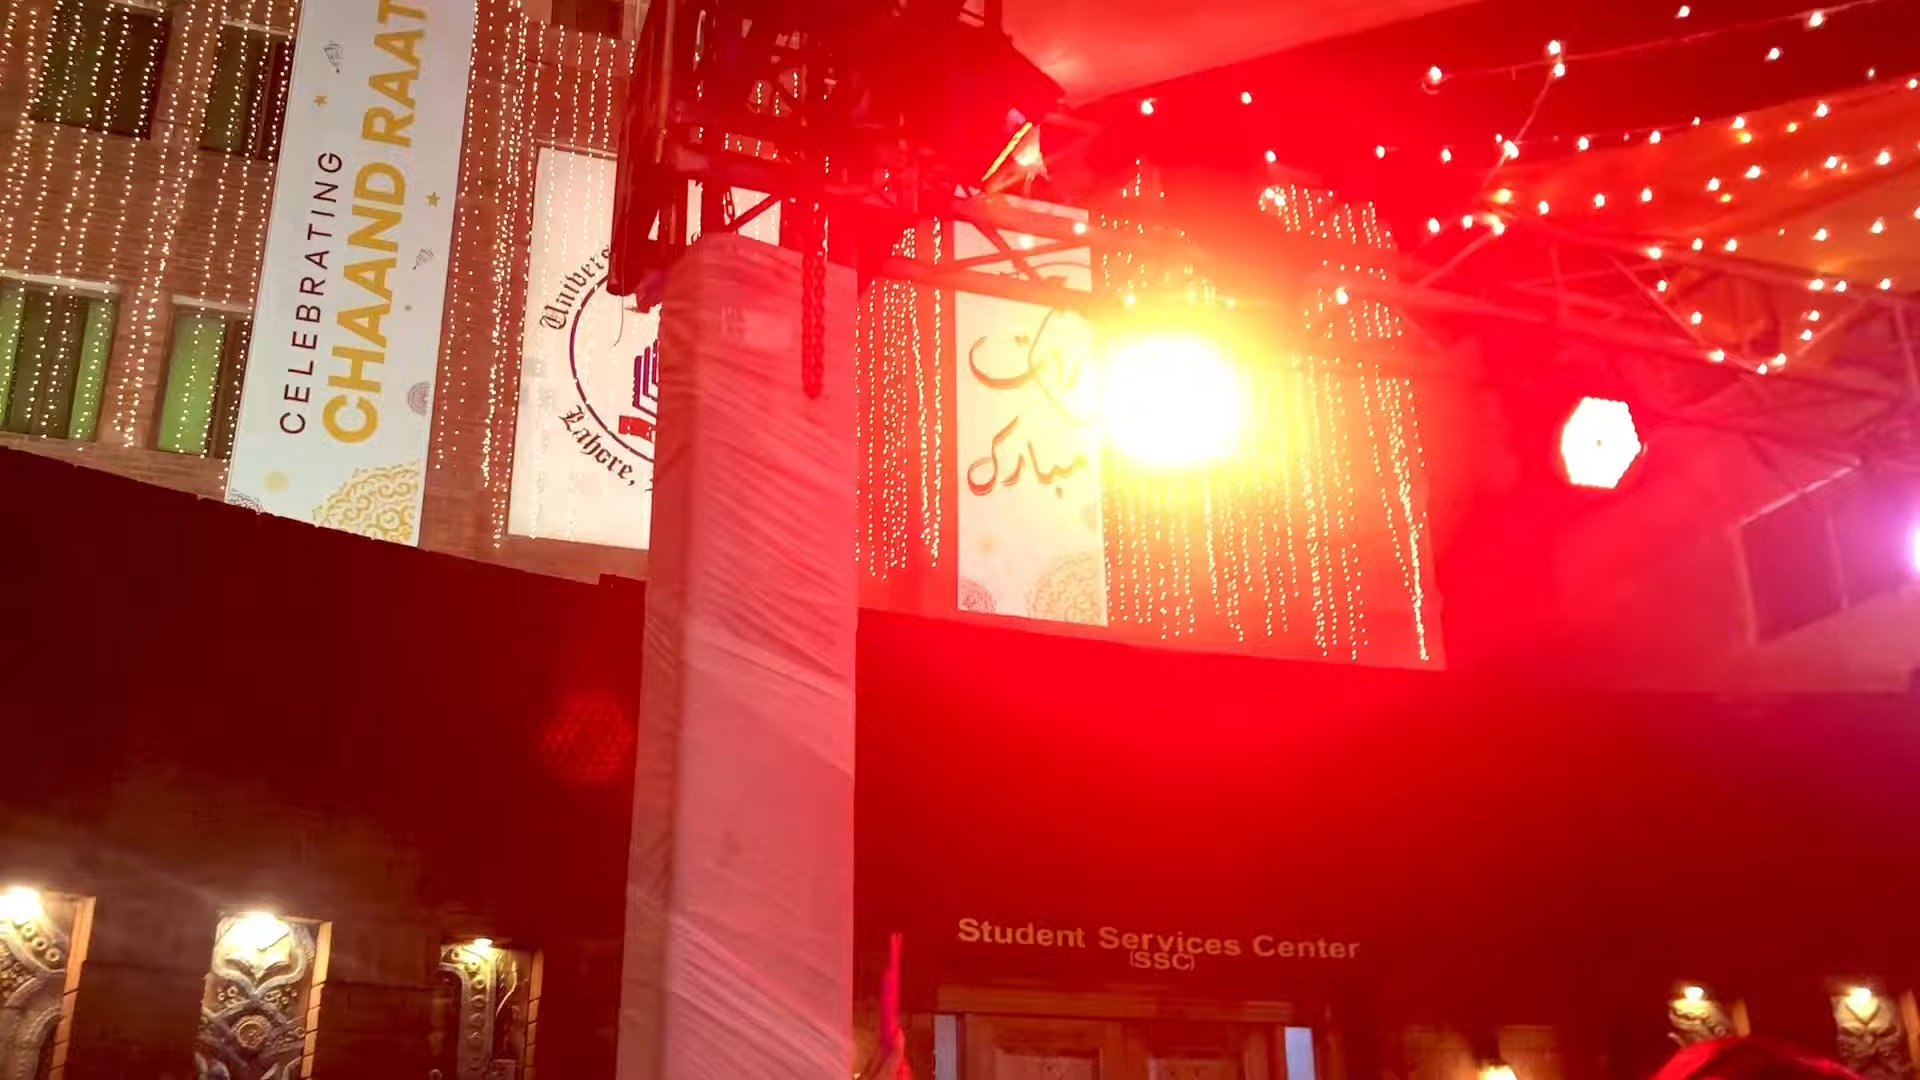 CELEBRATING
CHAAND RAAT
Lahore,
مبارک
Student Services Center
(SSC)